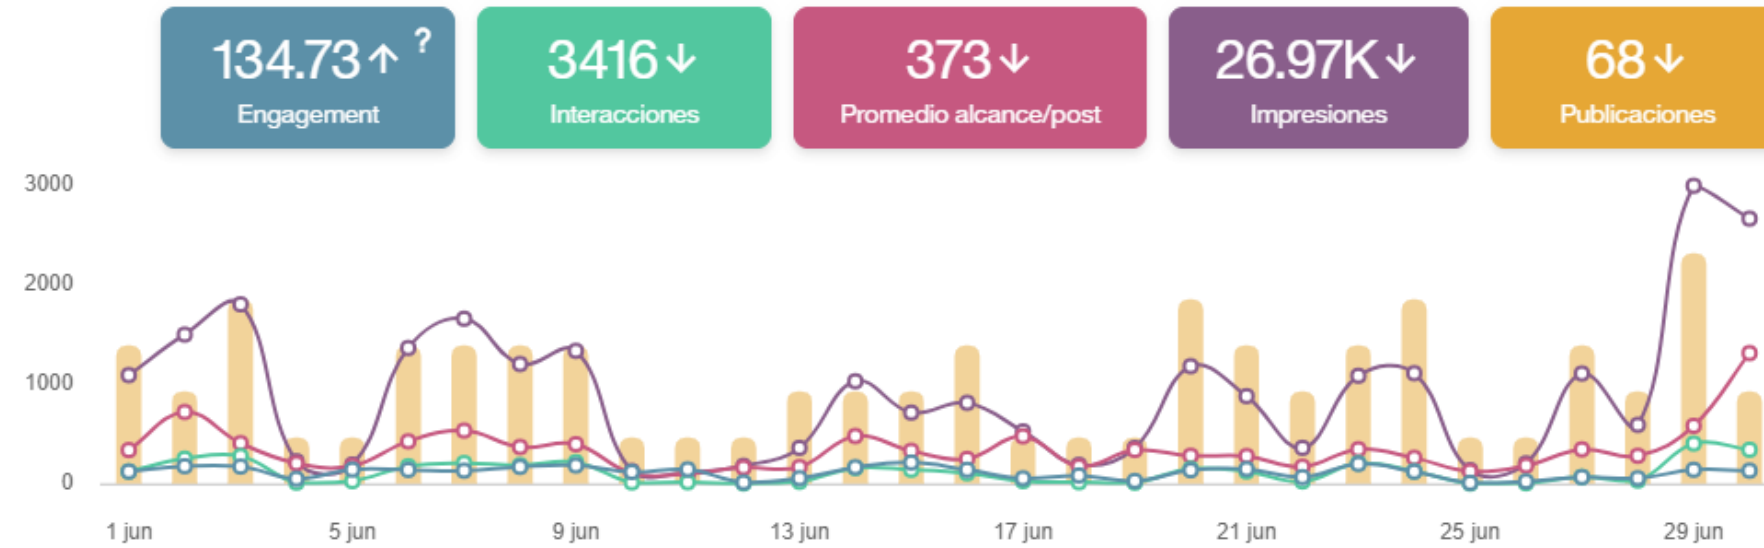 134.73↑ ?
Engagement
3416↓
Interacciones
373↓
Promedio alcance/post
26.97K↓
Impresiones
68↓
Publicaciones
3000
2000
1000
0
1 jun
5 jun
9 jun
13 jun
17 jun
21 jun
25 jun
29 jun